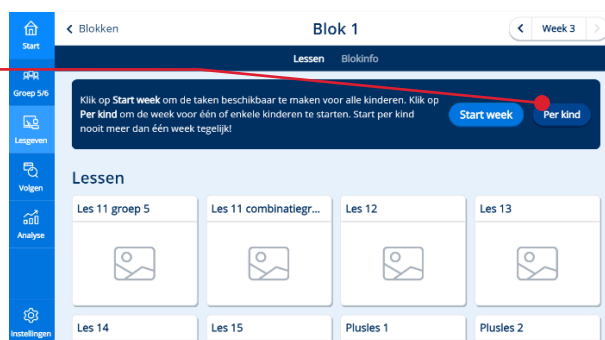 Start
Groep 5/6
Lesgeven
Volgen
Analyse
Instellingen
Blokken
Blok 1
Week 3
Lessen Blokinfo
Klik op Start week om de taken beschikbaar te maken voor alle kinderen. Klik op
Per kind om de week voor één of enkele kinderen te starten. Start per kind
nooit meer dan één week tegelijk!
Start week Per kind
Lessen
Les 11 groep 5 Les 11 combinatiegr... Les 12 Les 13
Les 14 Les 15 Plusles 1 Plusles 2